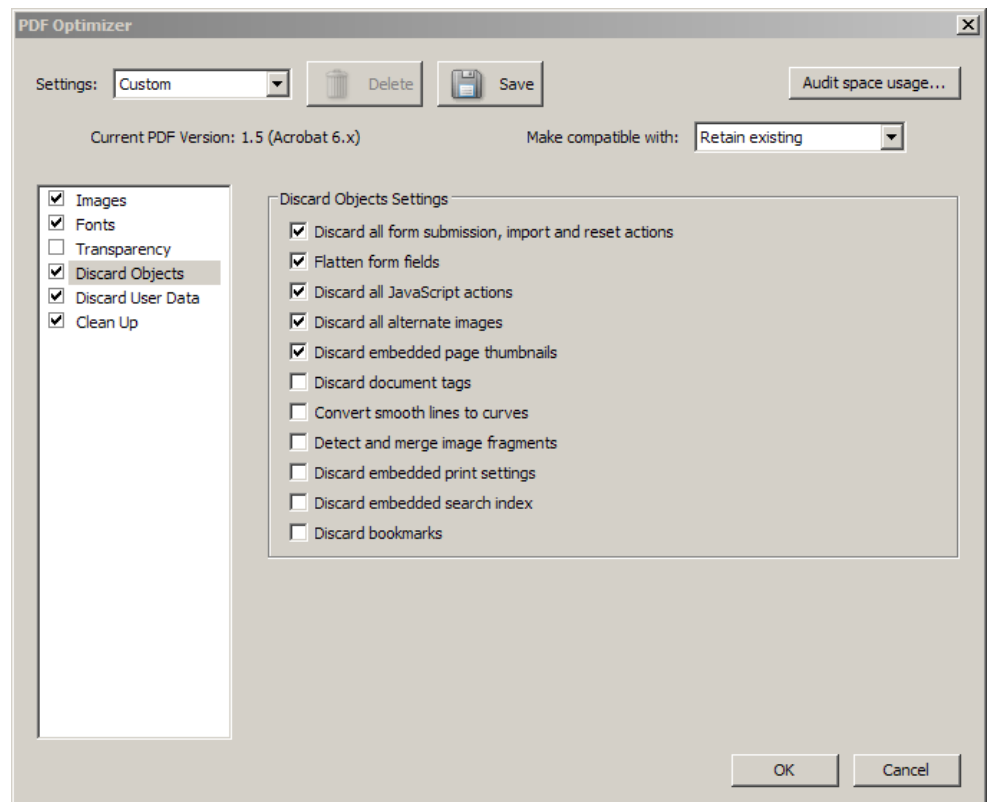 PDF Optimizer
Settings: Custom Delete Save Audit space usage...
Current PDF Version: 1.5 (Acrobat 6.x) Make compatible with: Retain existing
Images
Fonts
Transparency
Discard Objects
Discard User Data
Clean Up
Discard Objects Settings
Discard all form submission, import and reset actions
Flatten form fields
Discard all JavaScript actions
Discard all alternate images
Discard embedded page thumbnails
Discard document tags
Convert smooth lines to curves
Detect and merge image fragments
Discard embedded print settings
Discard embedded search index
Discard bookmarks
OK Cancel